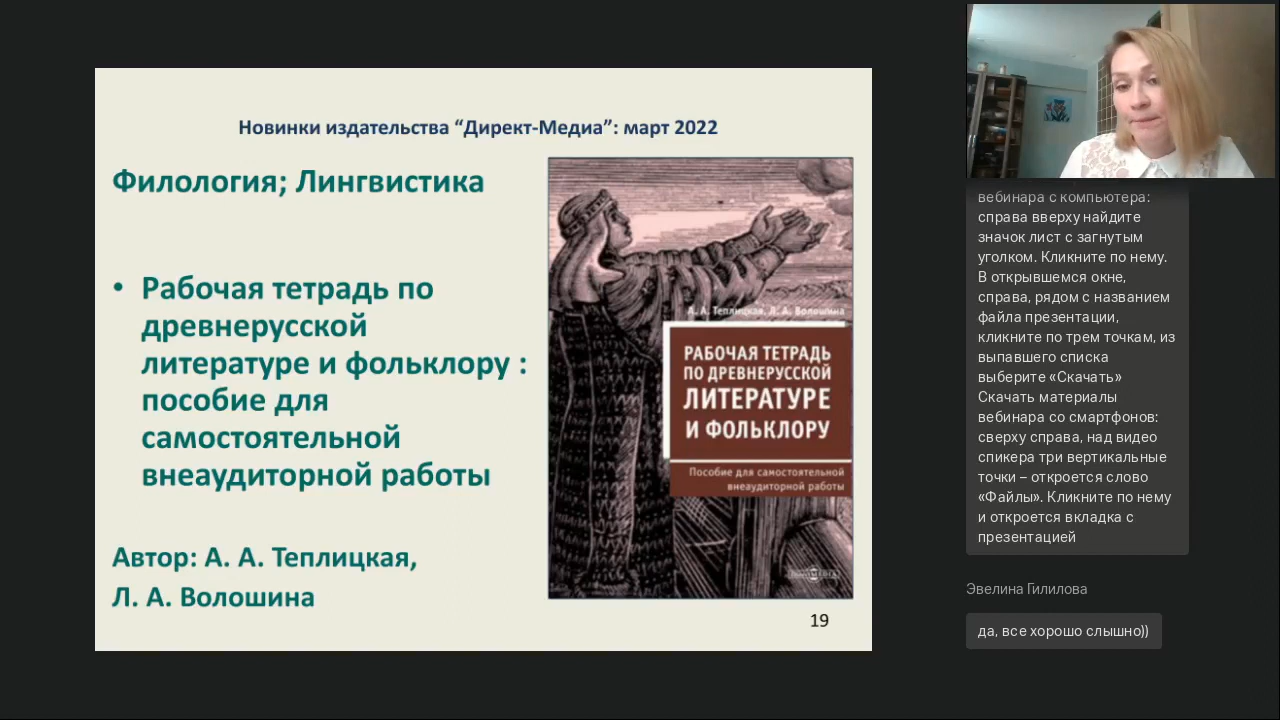 Новинки издательства “Директ-Медиа”: март 2022
Филология; Лингвистика
• Рабочая тетрадь по
древнерусской
литературе и фольклору :
пособие для
самостоятельной
внеаудиторной работы
Автор: А. А. Теплицкая,
Л. А. Волошина
А. А. Теплицкая, Л. А. Волошина
РАБОЧАЯ ТЕТРАДЬ
ПО ДРЕВНЕРУССКОЙ
ЛИТЕРАТУРЕ
И ФОЛЬКЛОРУ
Пособие для самостоятельной
внеаудиторной работы
19
вебинара с компьютера:
справа вверху найдите
значок лист с загнутым
уголком. Кликните по нему.
В открывшемся окне,
справа, рядом с названием
файла презентации,
кликните по трем точкам, из
выпавшего списка
выберите «Скачать»
Скачать материалы
вебинара со смартфонов:
сверху справа, над видео
спикера три вертикальные
точки – откроется слово
«Файлы». Кликните по нему
и откроется вкладка с
презентацией
Эвелина Гилилова
да, все хорошо слышно))